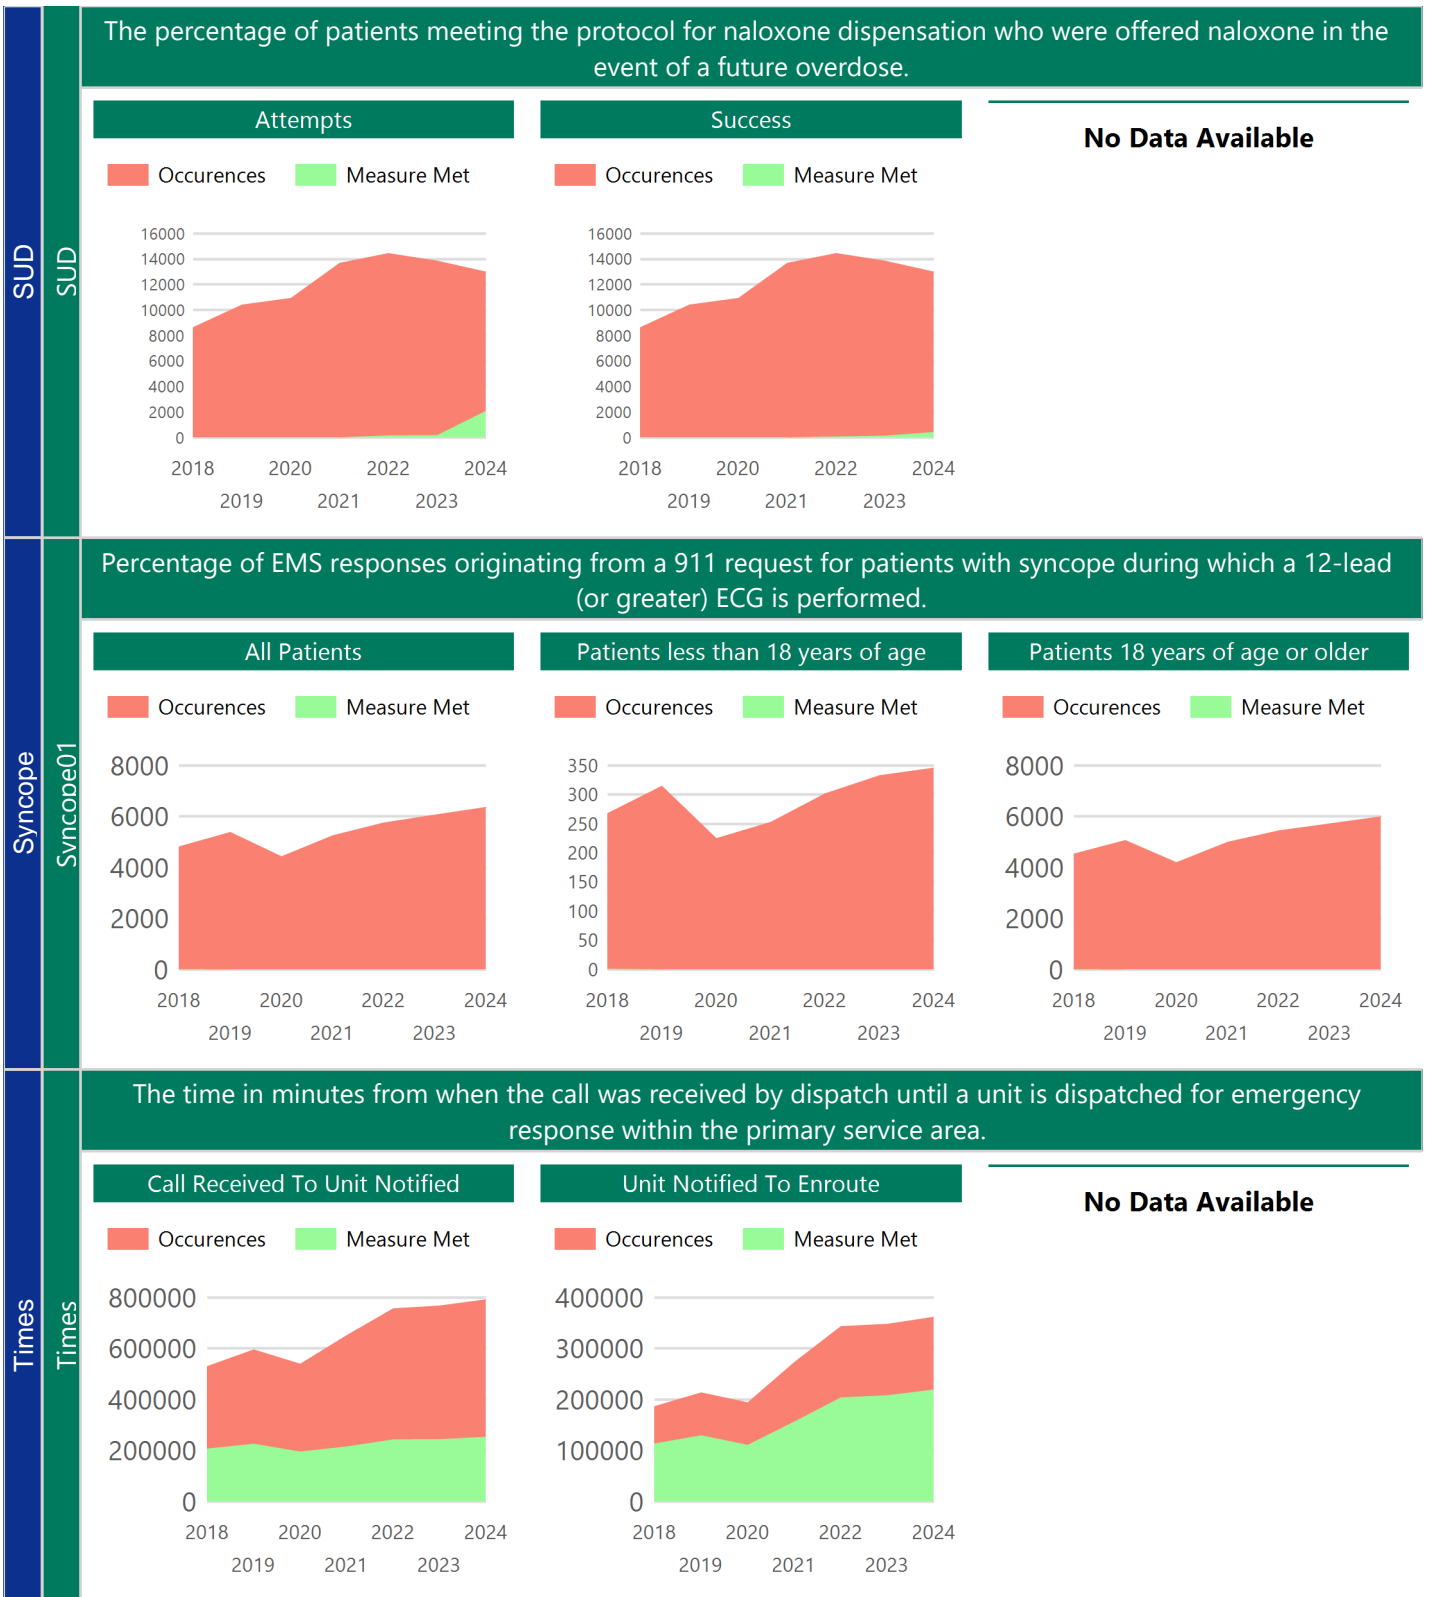 The percentage of patients meeting the protocol for naloxone dispensation who were offered naloxone in the
event of a future overdose.
SUD
SUD
Attempts
Occurences
Measure Met
16000
14000
12000
10000
8000
6000
4000
2000
0
2018
2020
2022
2024
2019
2021
2023
Success
Occurences
Measure Met
16000
14000
12000
10000
8000
6000
4000
2000
0
2018
2020
2022
2024
2019
2021
2023
No Data Available
Percentage of EMS responses originating from a 911 request for patients with syncope during which a 12-lead
(or greater) ECG is performed.
Syncope
Syncope01
All Patients
Occurences
Measure Met
8000
6000
4000
2000
0
2018
2020
2022
2024
2019
2021
2023
Patients less than 18 years of age
Occurences
Measure Met
350
300
250
200
150
100
50
0
2018
2020
2022
2024
2019
2021
2023
Patients 18 years of age or older
Occurences
Measure Met
8000
6000
4000
2000
0
2018
2020
2022
2024
2019
2021
2023
The time in minutes from when the call was received by dispatch until a unit is dispatched for emergency
response within the primary service area.
Times
Times
Call Received To Unit Notified
Occurences
Measure Met
800000
600000
400000
200000
0
2018
2020
2022
2024
2019
2021
2023
Unit Notified To Enroute
Occurences
Measure Met
400000
300000
200000
100000
0
2018
2020
2022
2024
2019
2021
2023
No Data Available